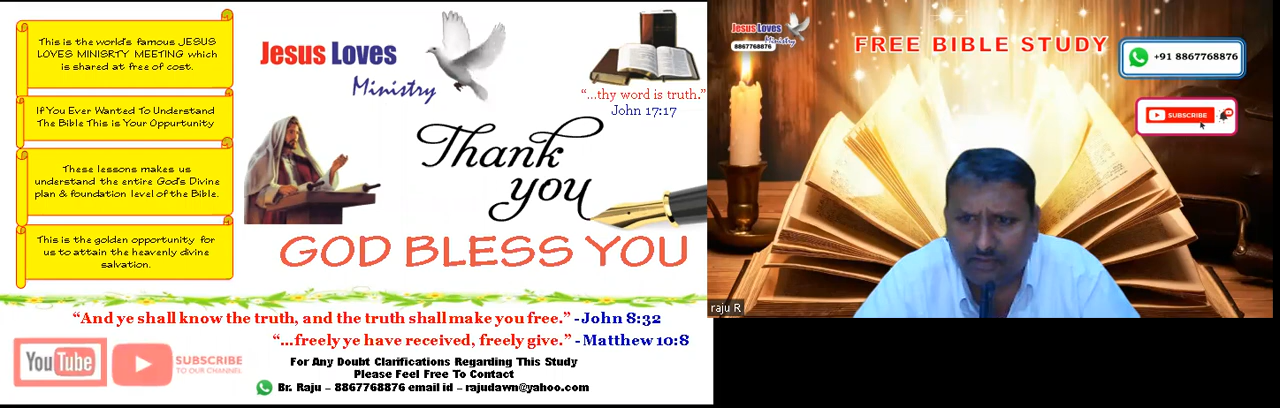 This is the world's famous JESUS
LOVES MINISRTY MEETING which
is shared at free of cost.
If You Ever Wanted To Understand
The Bible This is Your Oppurtunity
These lessons makes us
understand the entire God's Divine
plan & foundation level of the Bible.
This is the golden opportunity for
us to attain the heavenly divine
salvation.
Jesus Loves
Ministry
"...thy word is truth."
John 17:17
Thank
you
GOD BLESS YOU
"And ye shall know the truth, and the truth shall make you free." - John 8:32
"...freely ye have received, freely give." - Matthew 10:8
YouTube
SUBSCRIBE
TO OUR CHANNEL
For Any Doubt Clarifications Regarding This Study
Please Feel Free To Contact
Br. Raju – 8867768876 email id – rajudawn@yahoo.com
Jesus Loves
Ministry
8867768876
FREE BIBLE STUDY
+91 8867768876
SUBSCRIBE
raju R